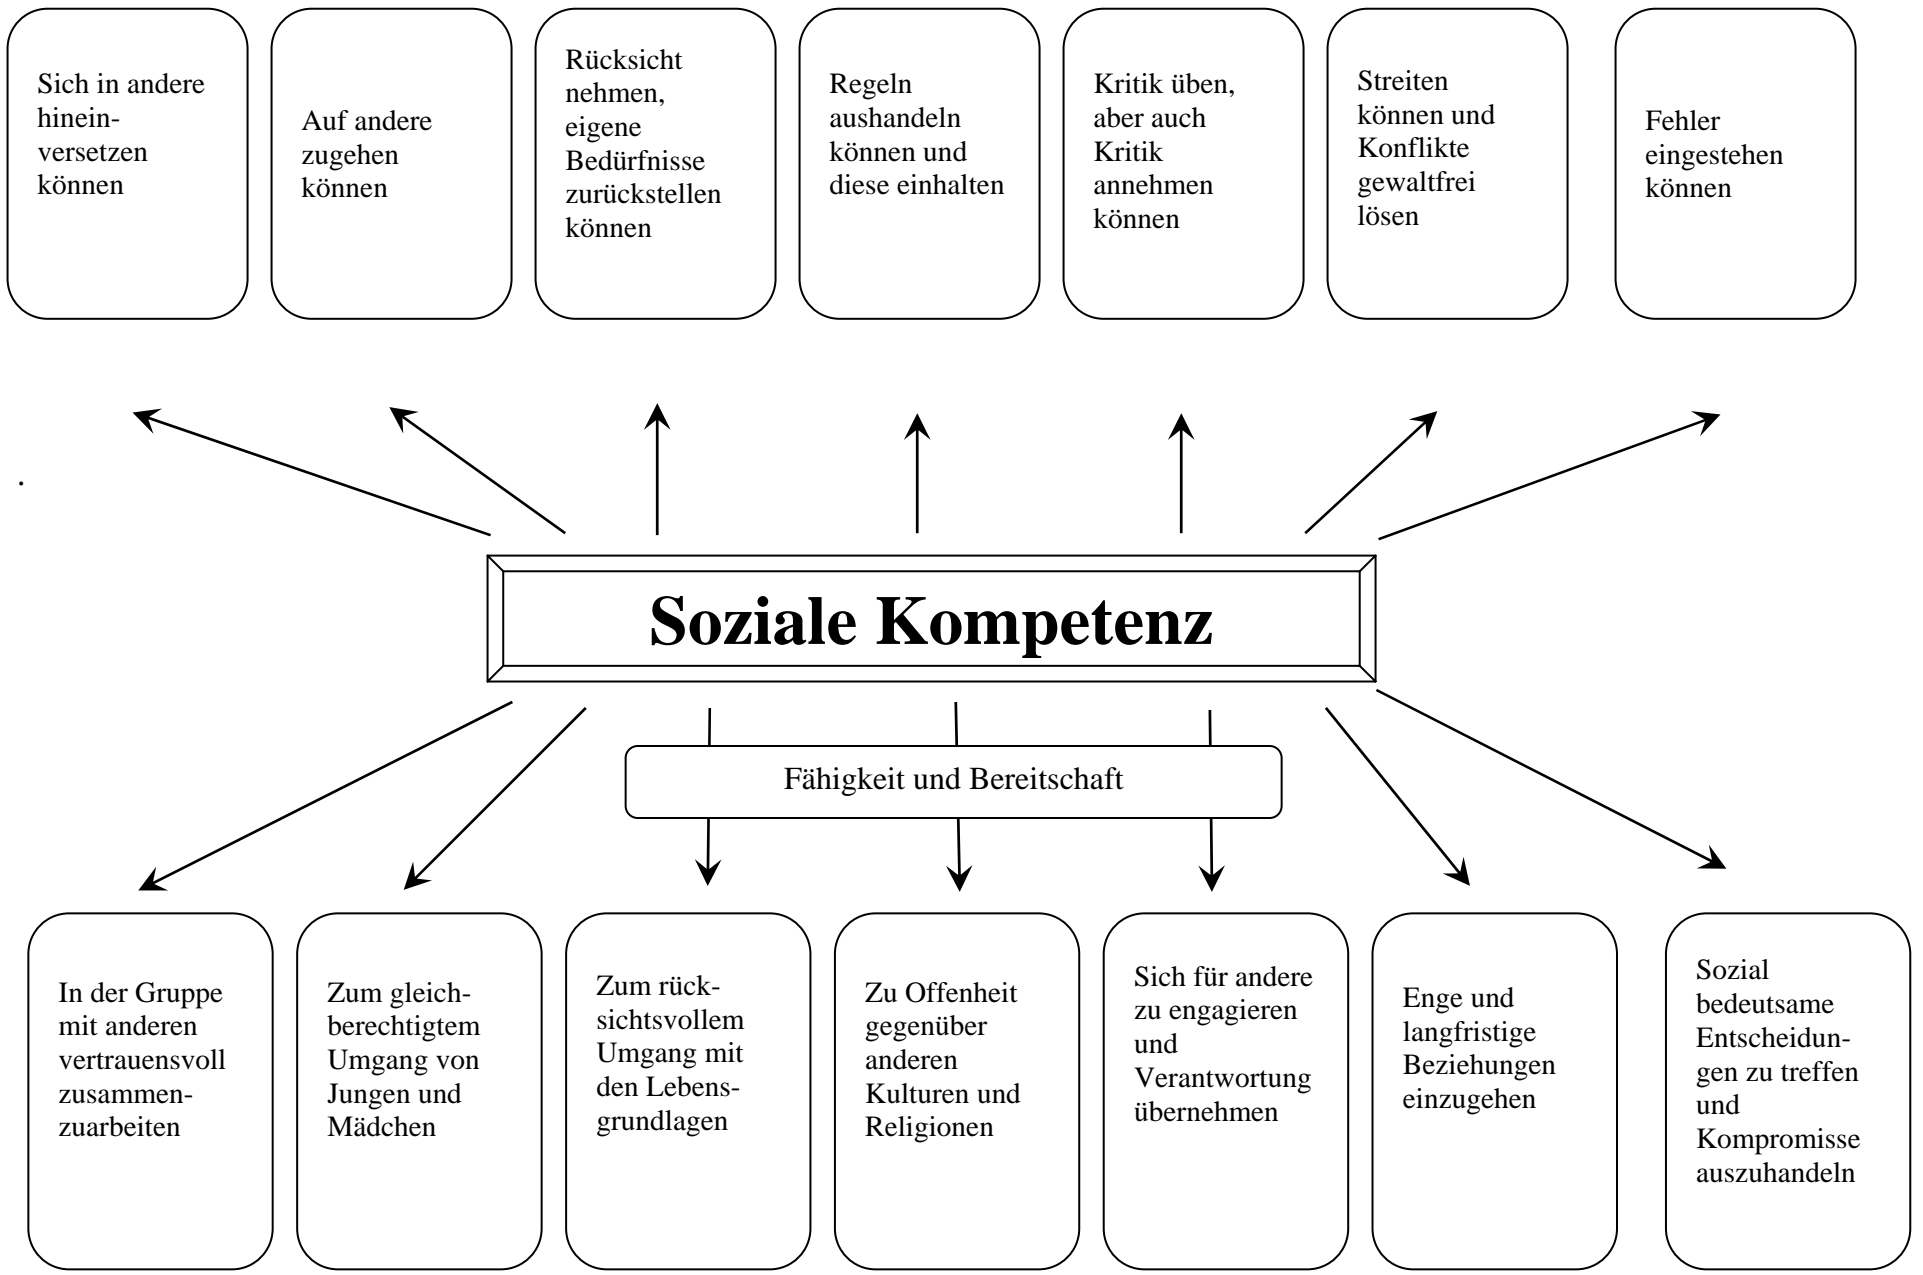 Sich in andere
hinein-
versetzen
können
Auf andere
zugehen
können
Rücksicht
nehmen,
eigene
Bedürfnisse
zurückstellen
können
Regeln
aushandeln
können und
diese einhalten
Kritik üben,
aber auch
Kritik
annehmen
können
Streiten
können und
Konflikte
gewaltfrei
lösen
Fehler
eingestehen
können
.
Soziale Kompetenz
Fähigkeit und Bereitschaft
In der Gruppe
mit anderen
vertrauensvoll
zusammen-
zuarbeiten
Zum gleich-
berechtigtem
Umgang von
Jungen und
Mädchen
Zum rück-
sichtsvollem
Umgang mit
den Lebens-
grundlagen
Zu Offenheit
gegenüber
anderen
Kulturen und
Religionen
Sich für andere
zu engagieren
und
Verantwortung
übernehmen
Enge und
langfristige
Beziehungen
einzugehen
Sozial
bedeutsame
Entscheidun-
gen zu treffen
und
Kompromisse
auszuhandeln